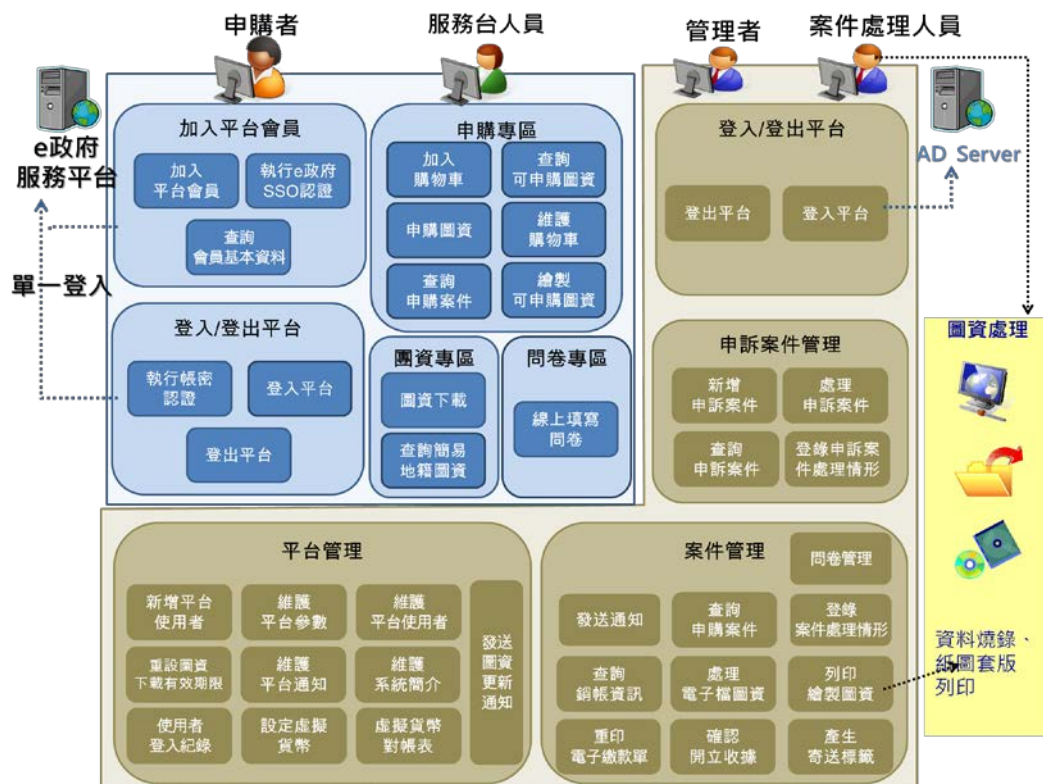 申購者
服務台人員
管理者
案件處理人員
e政府
服務平台
單一登入
加入平台會員
加入
平台會員
執行e政府
SSO認證
查詢
會員基本資料
登入/登出平台
執行帳密
認證
登入平台
登出平台
申購專區
加入
購物車
查詢
可申購圖資
申購圖資
維護
購物車
查詢
申購案件
繪製
可申購圖資
團資專區
圖資下載
查詢簡易
地籍圖資
問卷專區
線上填寫
問卷
登入/登出平台
登出平台
登入平台
AD Server
申訴案件管理
新增
申訴案件
處理
申訴案件
查詢
申訴案件
登錄申訴案
件處理情形
圖資處理
資料燒錄、
紙圖套版
列印
平台管理
新增平台
使用者
維護
平台參數
維護
平台使用者
重設圖資
下載有效期限
維護
平台通知
維護
系統簡介
使用者
登入紀錄
設定虛擬
貨幣
虛擬貨幣
對帳表
發送
圖資
更新
通知
案件管理
問卷管理
發送通知
查詢
申購案件
登錄
案件處理情形
查詢
銷帳資訊
處理
電子檔圖資
列印
繪製圖資
重印
電子繳款單
確認
開立收據
產生
寄送標籤